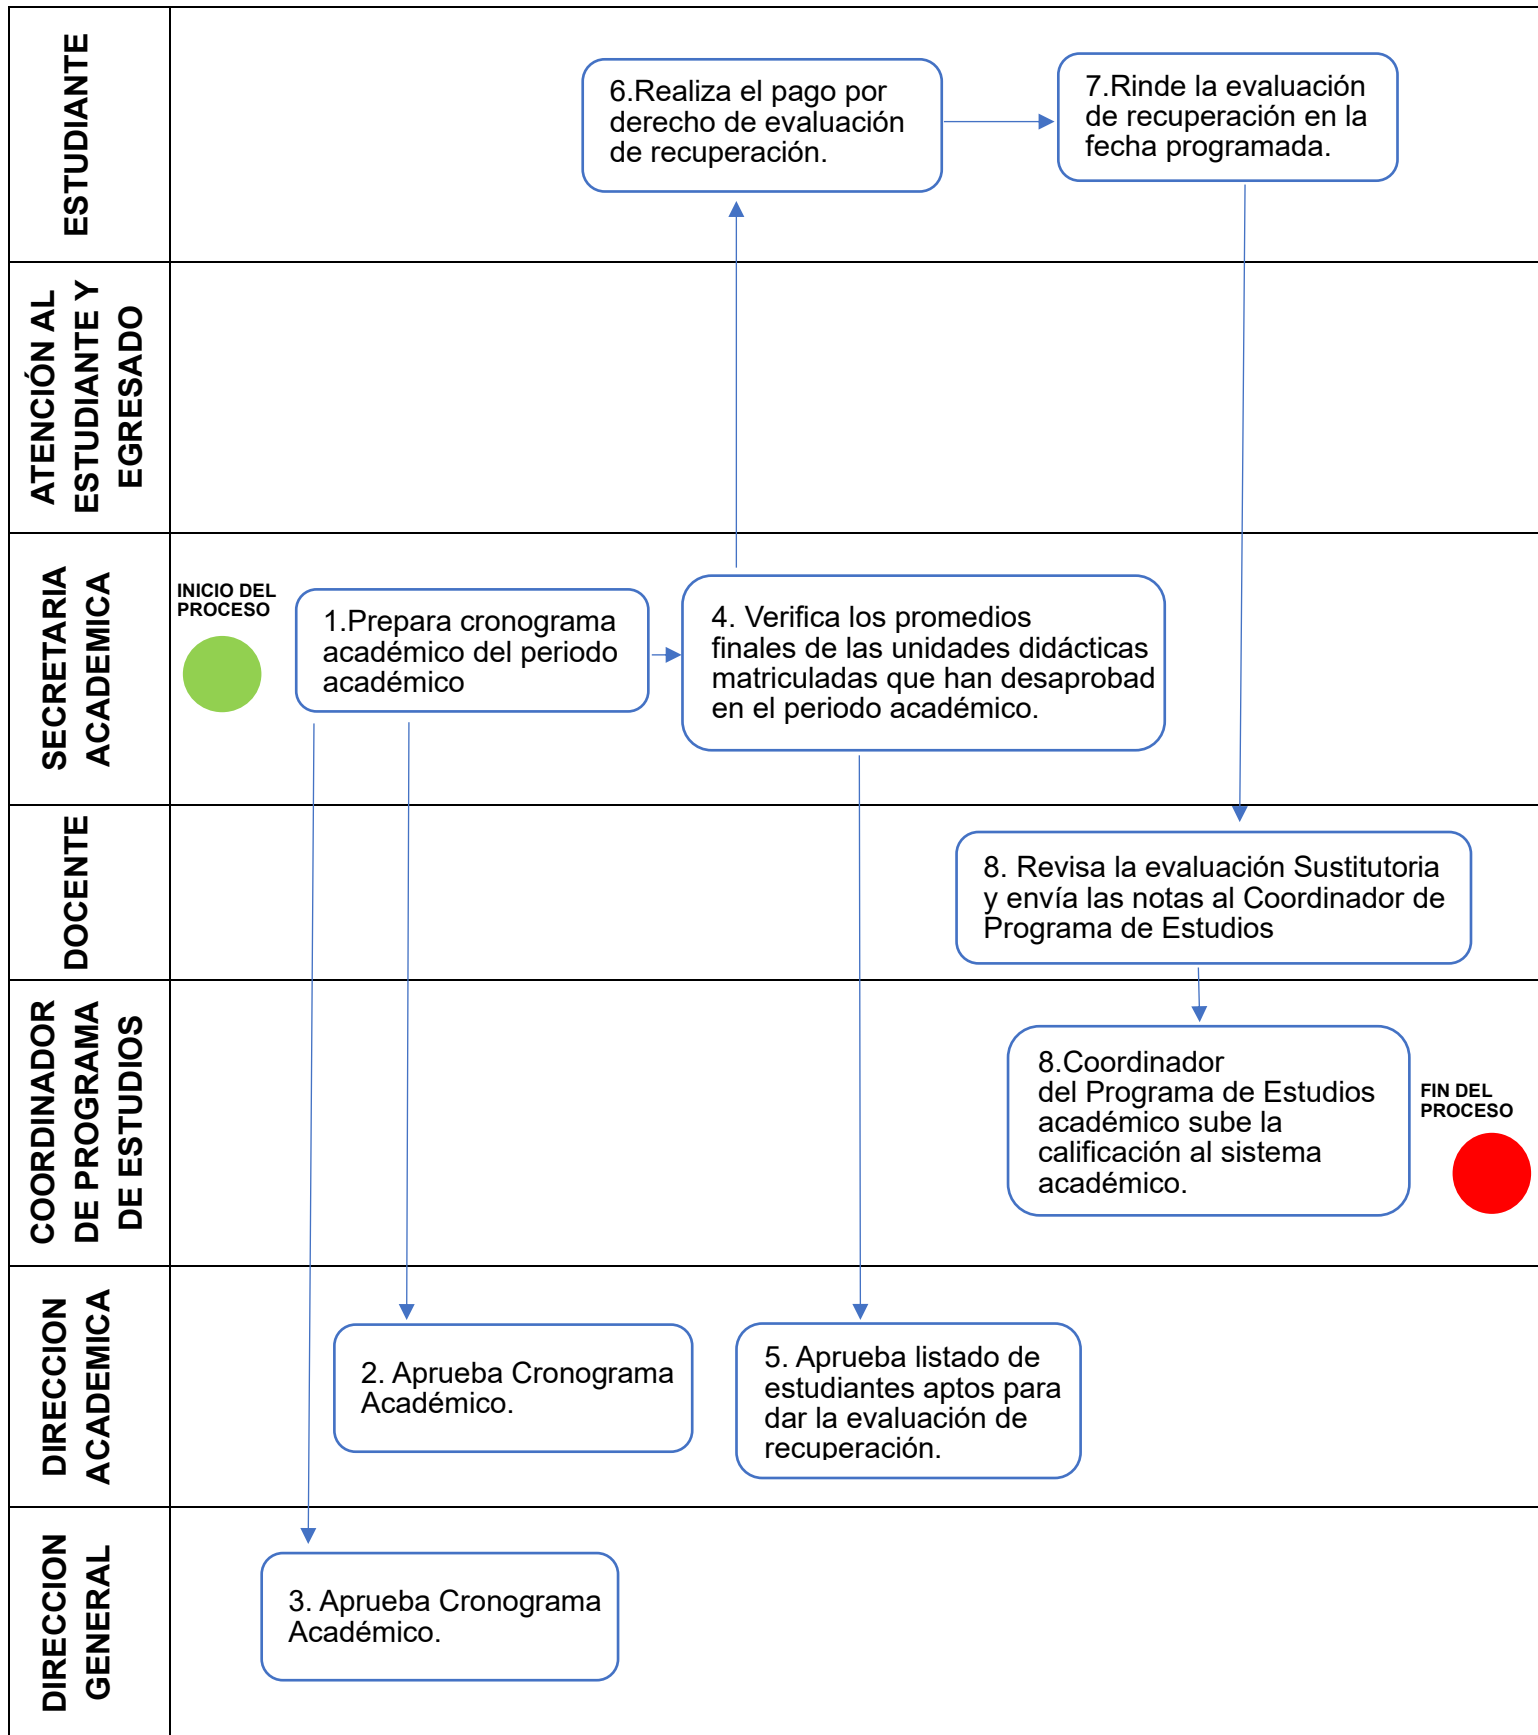 ESTUDIANTE
6.Realiza el pago por
derecho de evaluación
de recuperación.
7.Rinde la evaluación
de recuperación en la
fecha programada.
ATENCIÓN AL
ESTUDIANTE Y
EGRESADO
SECRETARIA
ACADEMICA
INICIO DEL
PROCESO
1.Prepara cronograma
académico del periodo
académico
4. Verifica los promedios
finales de las unidades didácticas
matriculadas que han desaprobad
en el periodo académico.
DOCENTE
8. Revisa la evaluación Sustitutoria
y envía las notas al Coordinador de
Programa de Estudios
COORDINADOR
DE PROGRAMA
DE ESTUDIOS
8.Coordinador
del Programa de Estudios
académico sube la
calificación al sistema
académico.
FIN DEL
PROCESO
DIRECCION
ACADEMICA
2. Aprueba Cronograma
Académico.
5. Aprueba listado de
estudiantes aptos para
dar la evaluación de
recuperación.
DIRECCION
GENERAL
3. Aprueba Cronograma
Académico.